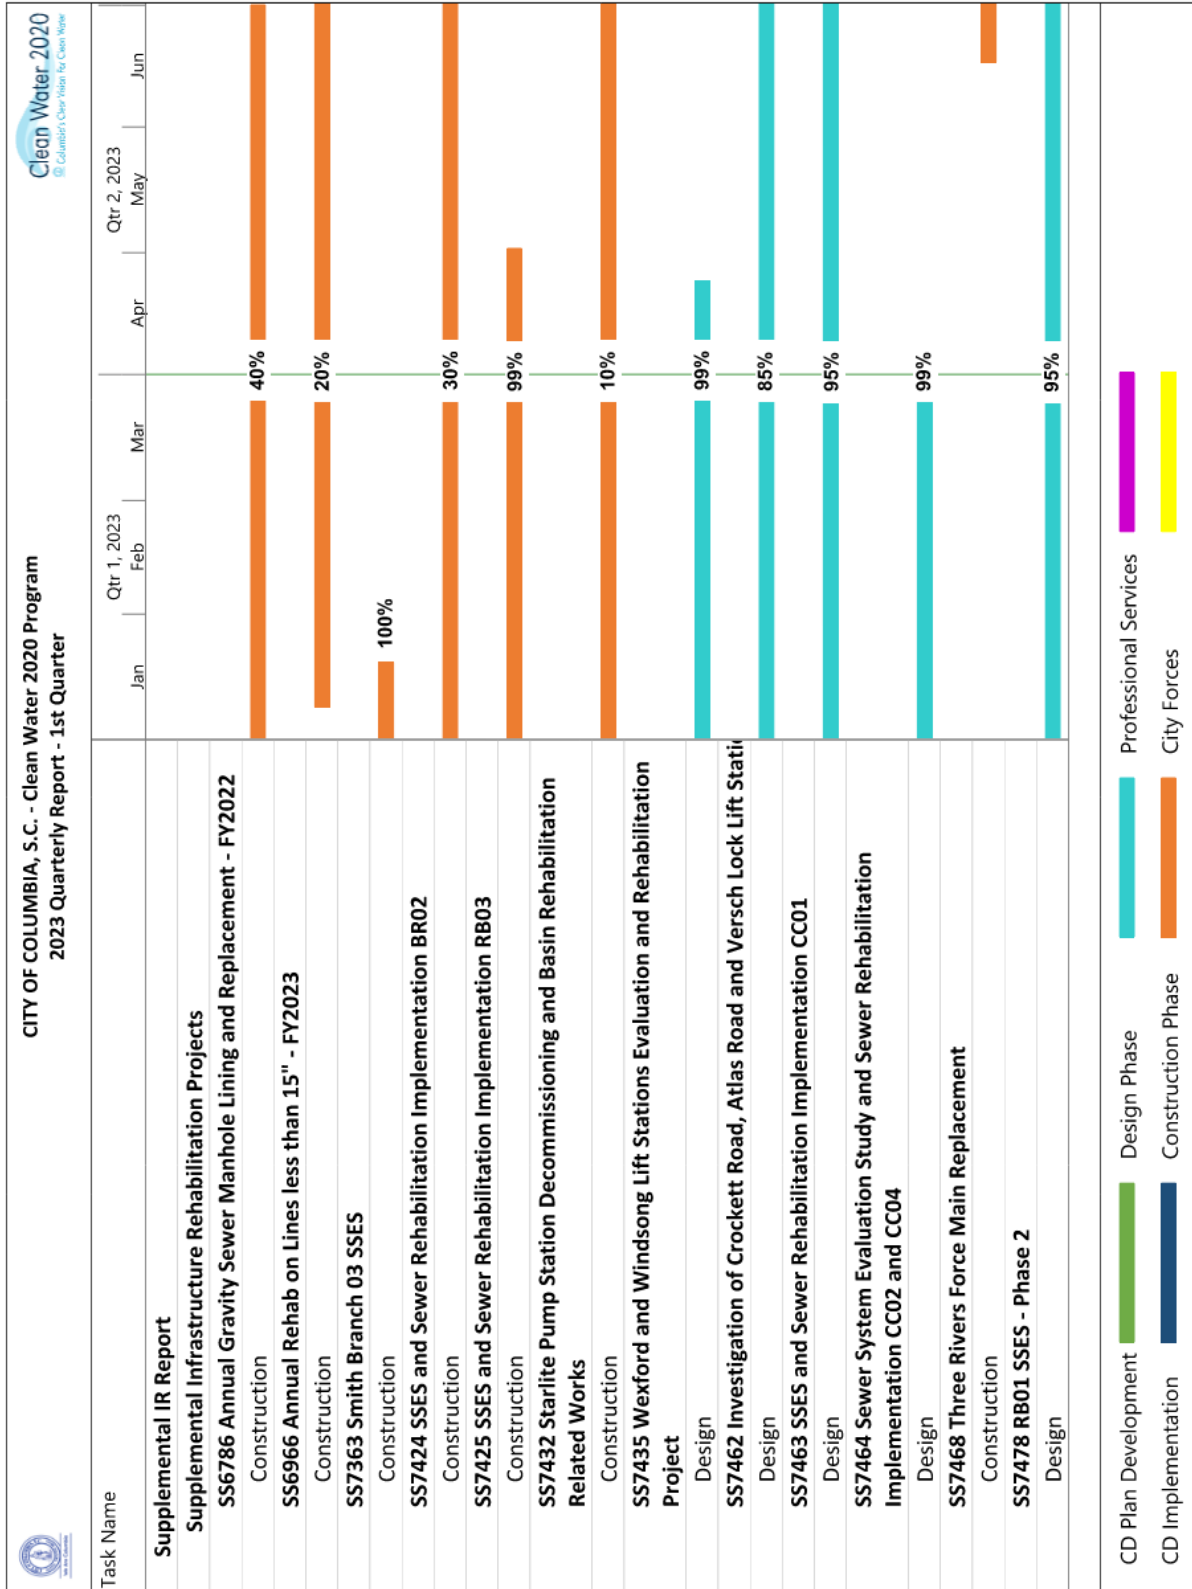 CITY OF COLUMBIA, S.C. - Clean Water 2020 Program
2023 Quarterly Report - 1st Quarter
Clean Water 2020
@ Columbia's Clear Vision For Clean Water
Task Name
Qtr 1, 2023
Qtr 2, 2023
Jan
Feb
Mar
Apr
May
Jun
Supplemental IR Report
Supplemental Infrastructure Rehabilitation Projects
SS6786 Annual Gravity Sewer Manhole Lining and Replacement - FY2022
Construction
40%
SS6966 Annual Rehab on Lines less than 15" - FY2023
Construction
20%
SS7363 Smith Branch 03 SSES
Construction
100%
SS7424 SSES and Sewer Rehabilitation Implementation BR02
Construction
30%
SS7425 SSES and Sewer Rehabilitation Implementation RB03
Construction
99%
SS7432 Starlite Pump Station Decommissioning and Basin Rehabilitation
Related Works
Construction
10%
SS7435 Wexford and Windsong Lift Stations Evaluation and Rehabilitation
Project
Design
99%
SS7462 Investigation of Crockett Road, Atlas Road and Versch Lock Lift Stati
Design
85%
SS7463 SSES and Sewer Rehabilitation Implementation CC01
Design
95%
SS7464 Sewer System Evaluation Study and Sewer Rehabilitation
Implementation CC02 and CC04
Design
99%
SS7468 Three Rivers Force Main Replacement
Construction
SS7478 RB01 SSES - Phase 2
Design
95%
CD Plan Development
Design Phase
Professional Services
CD Implementation
Construction Phase
City Forces